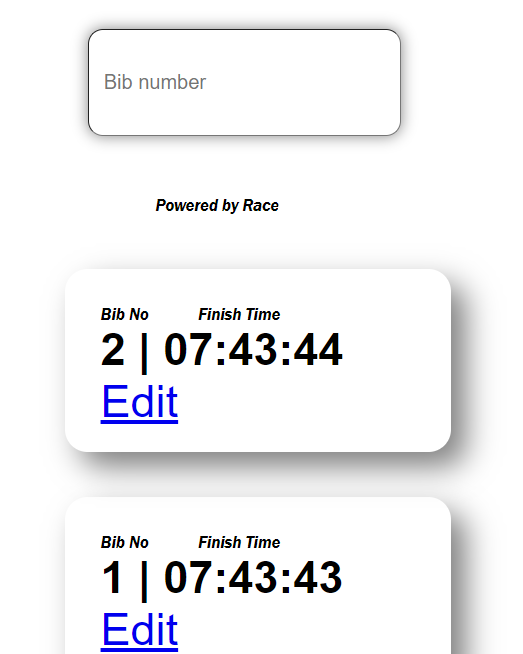 Bib number
Powered by Race
Bib No Finish Time
2 | 07:43:44
Edit
Bib No Finish Time
1 | 07:43:43
Edit